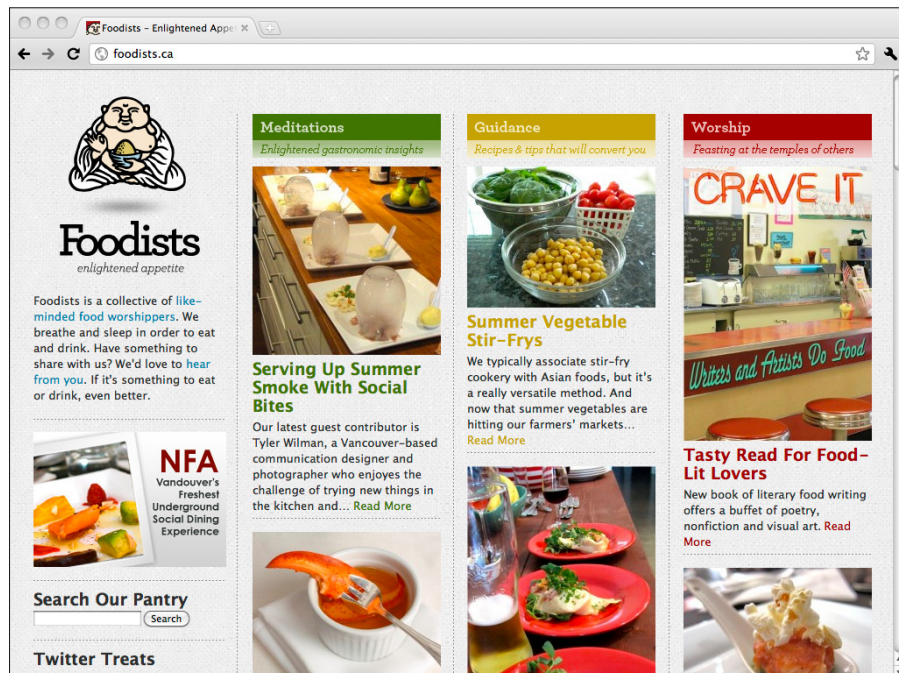 Foodists – Enlightened Appe
foodists.ca
Foodists
enlightened appetite
Foodists is a collective of like-
minded food worshippers. We
breathe and sleep in order to eat
and drink. Have something to
share with us? We'd love to hear
from you. If it's something to eat
or drink, even better.
NFA
Vancouver's
Freshest
Underground
Social Dining
Experience
Search Our Pantry
Search
Twitter Treats
Meditations
Enlightened gastronomic insights
Serving Up Summer
Smoke With Social
Bites
Our latest guest contributor is
Tyler Wilman, a Vancouver-based
communication designer and
photographer who enjoyes the
challenge of trying new things in
the kitchen and... Read More
Guidance
Recipes & tips that will convert you
Summer Vegetable
Stir-Frys
We typically associate stir-fry
cookery with Asian foods, but it's
a really versatile method. And
now that summer vegetables are
hitting our farmers' markets...
Read More
Worship
Feasting at the temples of others
CRAVE IT
Writers and Artists Do Food
Tasty Read For Food-
Lit Lovers
New book of literary food writing
offers a buffet of poetry,
nonfiction and visual art. Read
More